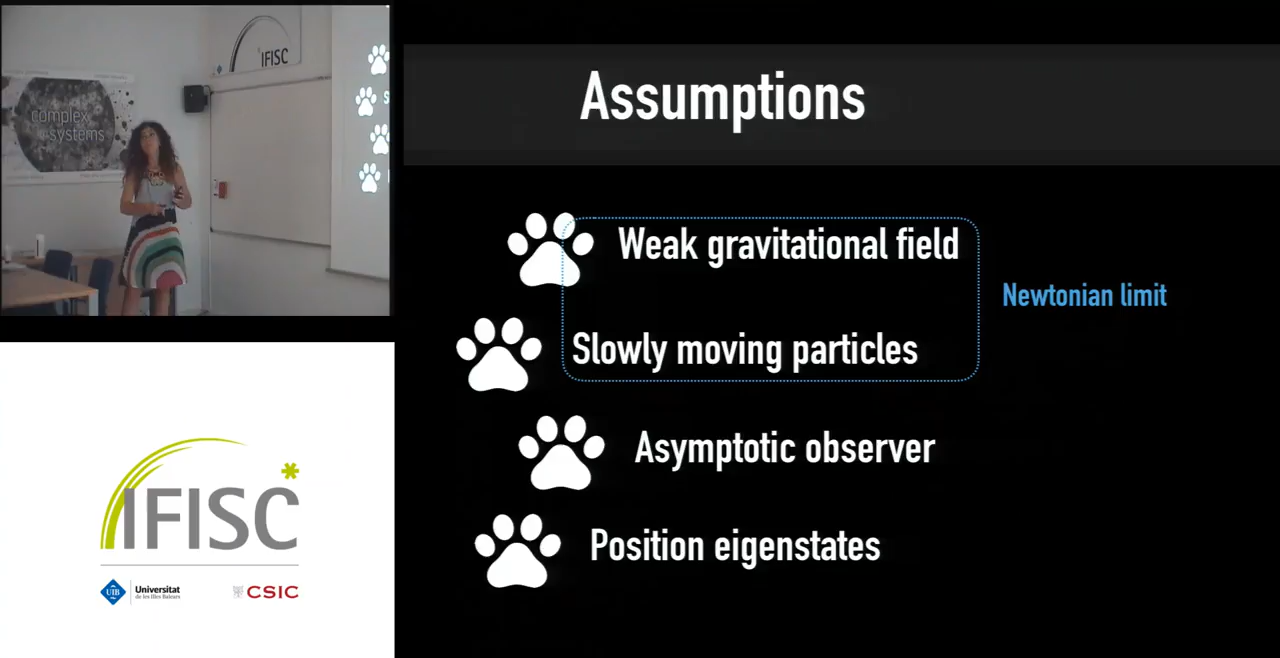 IFISC
complex
systems
Assumptions
Weak gravitational field
Newtonian limit
Slowly moving particles
Asymptotic observer
Position eigenstates
IFISC
UIB
Universitat
de les Illes Balears
CSIC